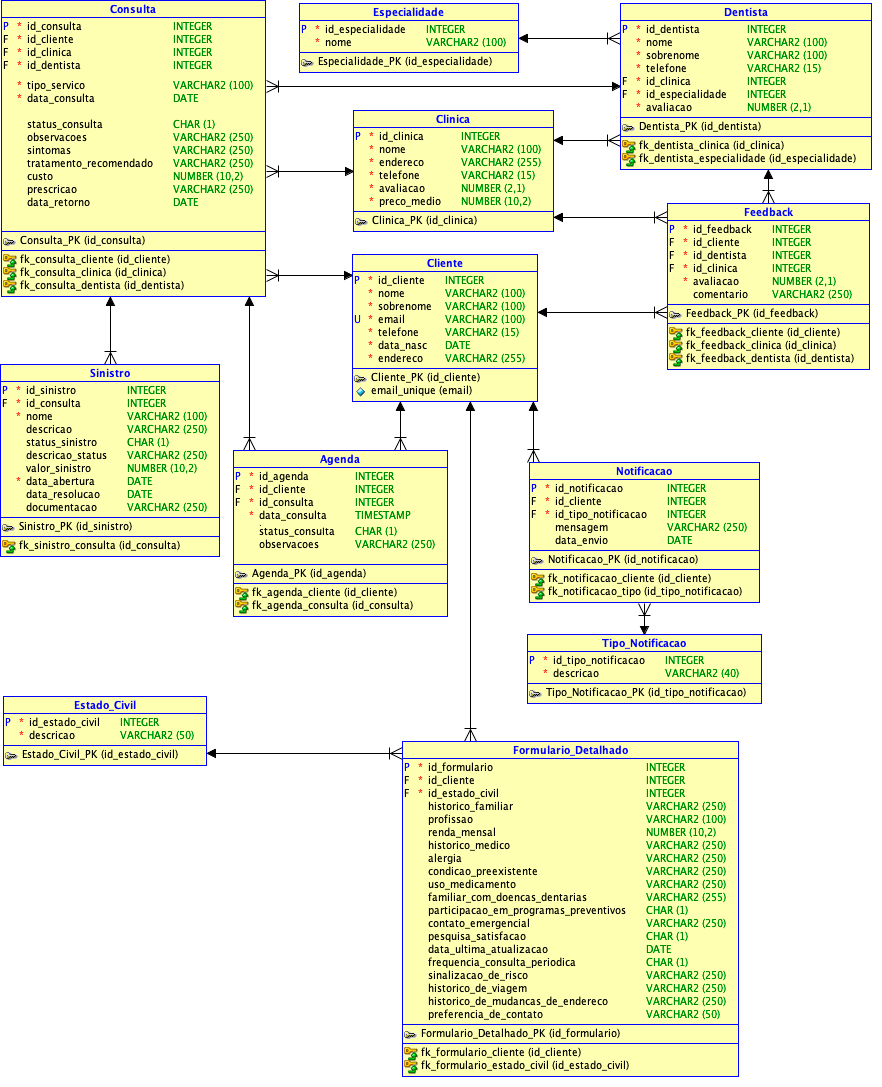 Consulta
P * id_consulta INTEGER
F * id_cliente INTEGER
F * id_clinica INTEGER
F * id_dentista INTEGER
* tipo_servico VARCHAR2 (100)
* data_consulta DATE
status_consulta CHAR (1)
observacoes VARCHAR2 (250)
sintomas VARCHAR2 (250)
tratamento_recomendado VARCHAR2 (250)
custo NUMBER (10,2)
prescricao VARCHAR2 (250)
data_retorno DATE
Consulta_PK (id_consulta)
fk_consulta_cliente (id_cliente)
fk_consulta_clinica (id_clinica)
fk_consulta_dentista (id_dentista)
Especialidade
P * id_especialidade INTEGER
* nome VARCHAR2 (100)
Especialidade_PK (id_especialidade)
Dentista
P * id_dentista INTEGER
* nome VARCHAR2 (100)
* sobrenome VARCHAR2 (100)
* telefone VARCHAR2 (15)
F * id_clinica INTEGER
F * id_especialidade INTEGER
* avaliacao NUMBER (2,1)
Dentista_PK (id_dentista)
fk_dentista_clinica (id_clinica)
fk_dentista_especialidade (id_especialidade)
Clinica
P * id_clinica INTEGER
* nome VARCHAR2 (100)
* endereco VARCHAR2 (255)
* telefone VARCHAR2 (15)
* avaliacao NUMBER (2,1)
* preco_medio NUMBER (10,2)
Clinica_PK (id_clinica)
Feedback
P * id_feedback INTEGER
F * id_cliente INTEGER
F * id_dentista INTEGER
F * id_clinica INTEGER
* avaliacao NUMBER (2,1)
comentario VARCHAR2 (250)
Feedback_PK (id_feedback)
fk_feedback_cliente (id_cliente)
fk_feedback_clinica (id_clinica)
fk_feedback_dentista (id_dentista)
Cliente
P * id_cliente INTEGER
* nome VARCHAR2 (100)
* sobrenome VARCHAR2 (100)
U * email VARCHAR2 (100)
* telefone VARCHAR2 (15)
* data_nasc DATE
* endereco VARCHAR2 (255)
Cliente_PK (id_cliente)
email_unique (email)
Sinistro
P * id_sinistro INTEGER
F * id_consulta INTEGER
* nome VARCHAR2 (100)
descricao VARCHAR2 (250)
status_sinistro CHAR (1)
descricao_status VARCHAR2 (250)
valor_sinistro NUMBER (10,2)
* data_abertura DATE
data_resolucao DATE
documentacao VARCHAR2 (250)
Sinistro_PK (id_sinistro)
fk_sinistro_consulta (id_consulta)
Agenda
P * id_agenda INTEGER
F * id_cliente INTEGER
F * id_consulta INTEGER
* data_consulta TIMESTAMP
status_consulta CHAR (1)
observacoes VARCHAR2 (250)
Agenda_PK (id_agenda)
fk_agenda_cliente (id_cliente)
fk_agenda_consulta (id_consulta)
Notificacao
P * id_notificacao INTEGER
F * id_cliente INTEGER
F * id_tipo_notificacao INTEGER
mensagem VARCHAR2 (250)
data_envio DATE
Notificacao_PK (id_notificacao)
fk_notificacao_cliente (id_cliente)
fk_notificacao_tipo (id_tipo_notificacao)
Tipo_Notificacao
P * id_tipo_notificacao INTEGER
* descricao VARCHAR2 (40)
Tipo_Notificacao_PK (id_tipo_notificacao)
Estado_Civil
P * id_estado_civil INTEGER
* descricao VARCHAR2 (50)
Estado_Civil_PK (id_estado_civil)
Formulario_Detalhado
P * id_formulario INTEGER
F * id_cliente INTEGER
F * id_estado_civil INTEGER
historico_familiar VARCHAR2 (250)
profissao VARCHAR2 (100)
renda_mensal NUMBER (10,2)
historico_medico VARCHAR2 (250)
alergia VARCHAR2 (250)
condicao_preexistente VARCHAR2 (250)
uso_medicamento VARCHAR2 (250)
familiar_com_doencas_dentarias VARCHAR2 (255)
participacao_em_programas_preventivos CHAR (1)
contato_emergencial VARCHAR2 (250)
pesquisa_satisfacao CHAR (1)
data_ultima_atualizacao DATE
frequencia_consulta_periodica CHAR (1)
sinalizacao_de_risco VARCHAR2 (250)
historico_de_viagem VARCHAR2 (250)
historico_de_mudancas_de_endereco VARCHAR2 (250)
preferencia_de_contato VARCHAR2 (50)
Formulario_Detalhado_PK (id_formulario)
fk_formulario_cliente (id_cliente)
fk_formulario_estado_civil (id_estado_civil)